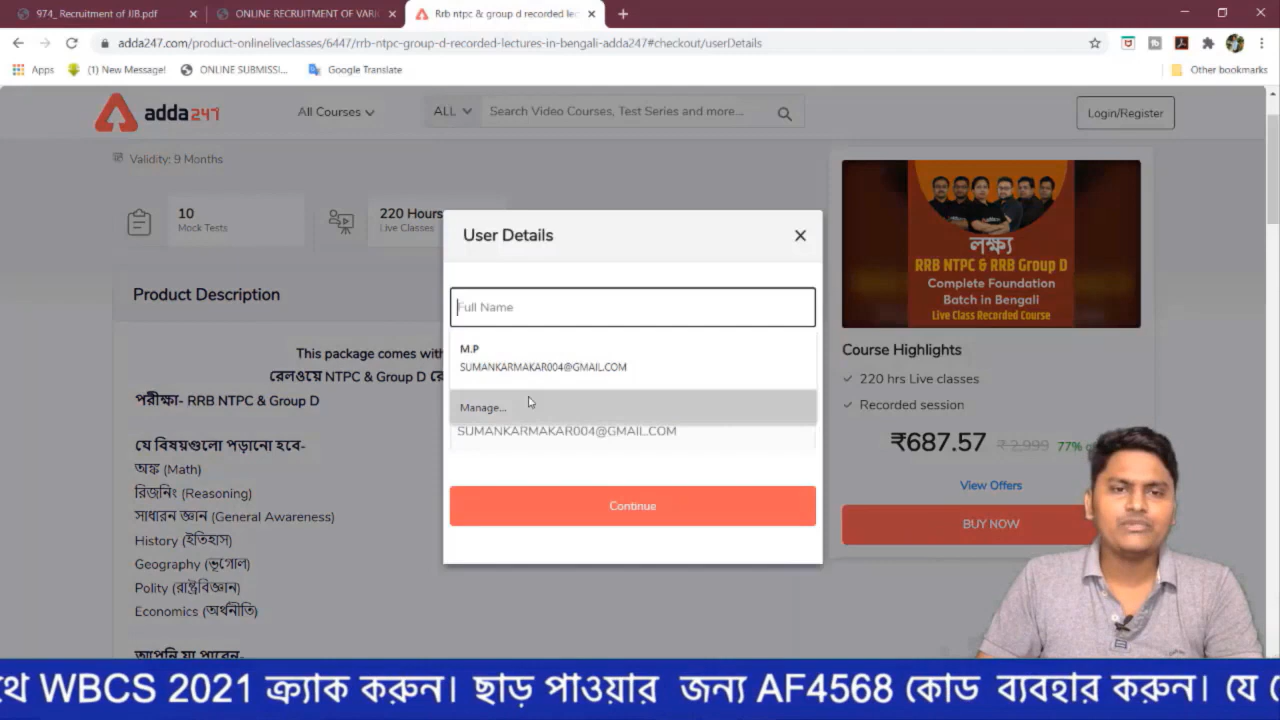 974_ Recruitment of JIB.pdf
ONLINE RECRUITMENT OF VARI
Rrb ntpc & group d recorded lec
adda247.com/product-onlineliveclasses/6447/rrb-ntpc-group-d-recorded-lectures-in-bengali-adda247#checkout/userDetails
Apps
(1) New Message!
ONLINE SUBMISSI...
Google Translate
Other bookmarks
adda247
All Courses
ALL
Search Video Courses, Test Series and more...
Login/Register
Validity: 9 Months
10
Mock Tests
220 Hours
Live Classes
Product Description
This package comes with
রেলওয়ে NTPC & Group D রে
পরীক্ষা- RRB NTPC & Group D
যে বিষয়গুলো পড়ানো হবে-
অঙ্ক (Math)
রিজনিং (Reasoning)
সাধারন জ্ঞান (General Awareness)
History (ইতিহাস)
Geography (ভূগোল)
Polity (রাষ্ট্রবিজ্ঞান)
Economics (অর্থনীতি)
আপনি যা পাবেন-
User Details
Full Name
M.P
SUMANKARMAKAR004@GMAIL.COM
Manage...
SUMANKARMAKAR004@GMAIL.COM
Continue
লক্ষ্য
RRB NTPC & RRB Group D
Complete Foundation
Batch in Bengali
Live Class Recorded Course
Course Highlights
220 hrs Live classes
Recorded session
₹687.57 ₹ 2,999 77%
View Offers
BUY NOW
থে WBCS 2021 ক্র্যাক করুন। ছাড় পাওয়ার জন্য AF4568 কোড ব্যবহার করুন। যে